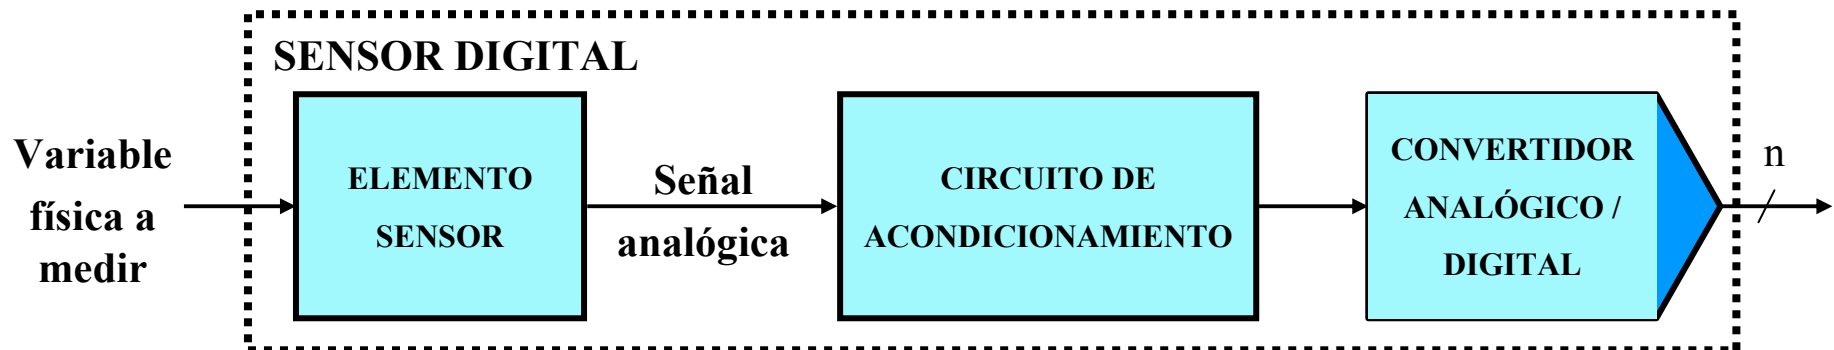 SENSOR DIGITAL
Variable
física a
medir
ELEMENTO
SENSOR
Señal
analógica
CIRCUITO DE
ACONDICIONAMIENTO
CONVERTIDOR
ANALÓGICO /
DIGITAL
n